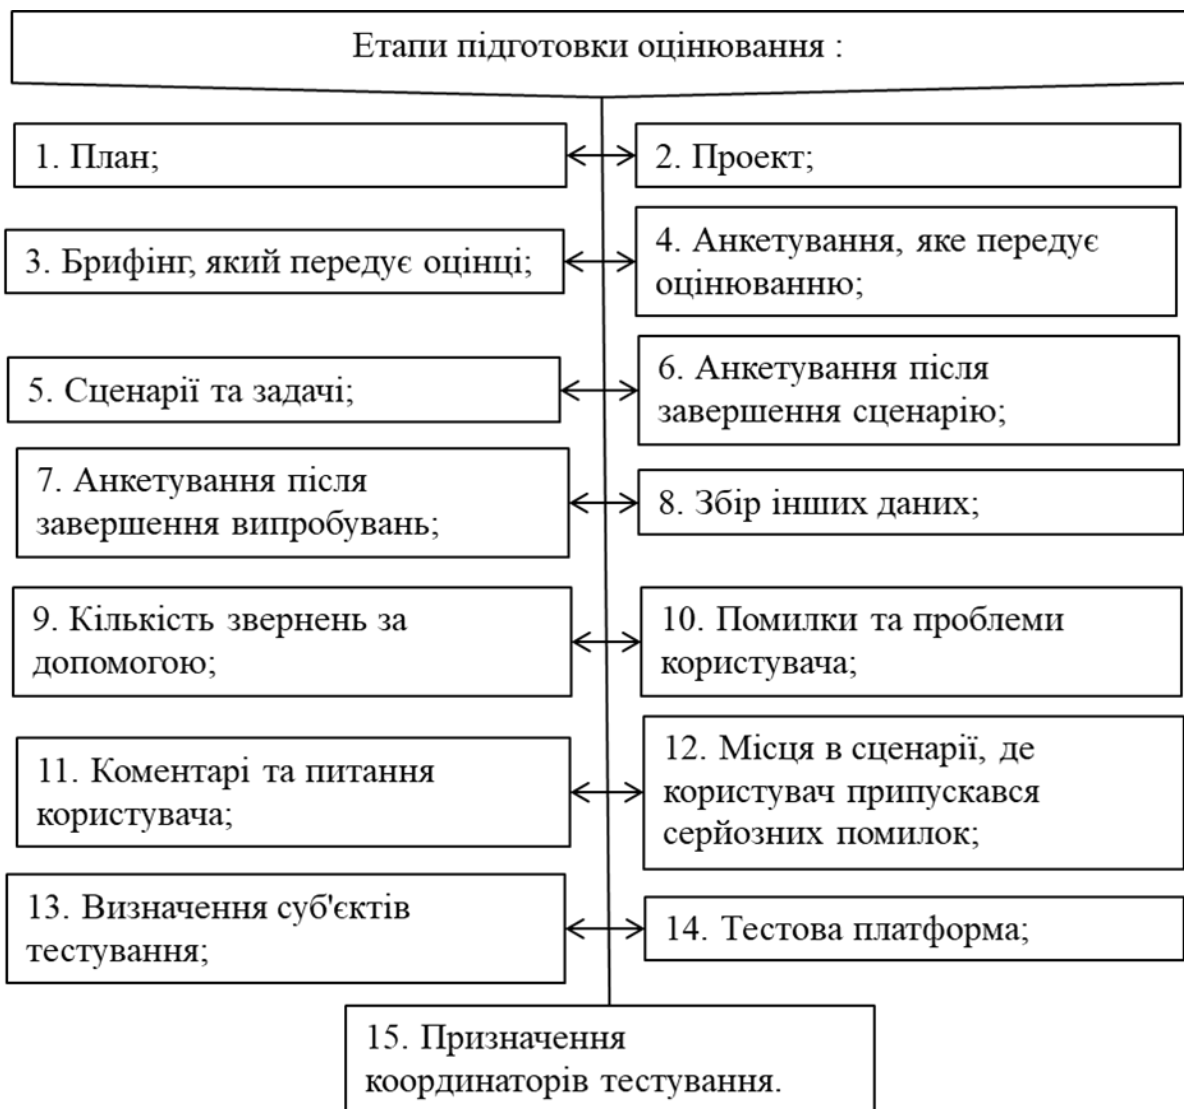 Етапи підготовки оцінювання :
1. План;
2. Проект;
3. Брифінг, який передує оцінці;
4. Анкетування, яке передує
оцінюванню;
5. Сценарії та задачі;
6. Анкетування після
завершення сценарію;
7. Анкетування після
завершення випробувань;
8. Збір інших даних;
9. Кількість звернень за
допомогою;
10. Помилки та проблеми
користувача;
11. Коментарі та питання
користувача;
12. Місця в сценарії, де
користувач припускався
серйозних помилок;
13. Визначення суб'єктів
тестування;
14. Тестова платформа;
15. Призначення
координаторів тестування.